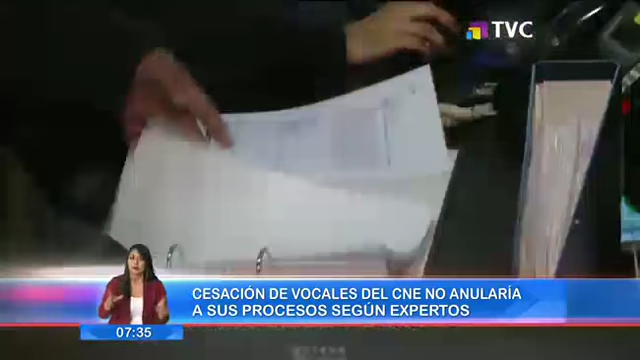 TVC
CESACIÓN DE VOCALES DEL CNE NO ANULARÍA
A SUS PROCESOS SEGÚN EXPERTOS
07:35